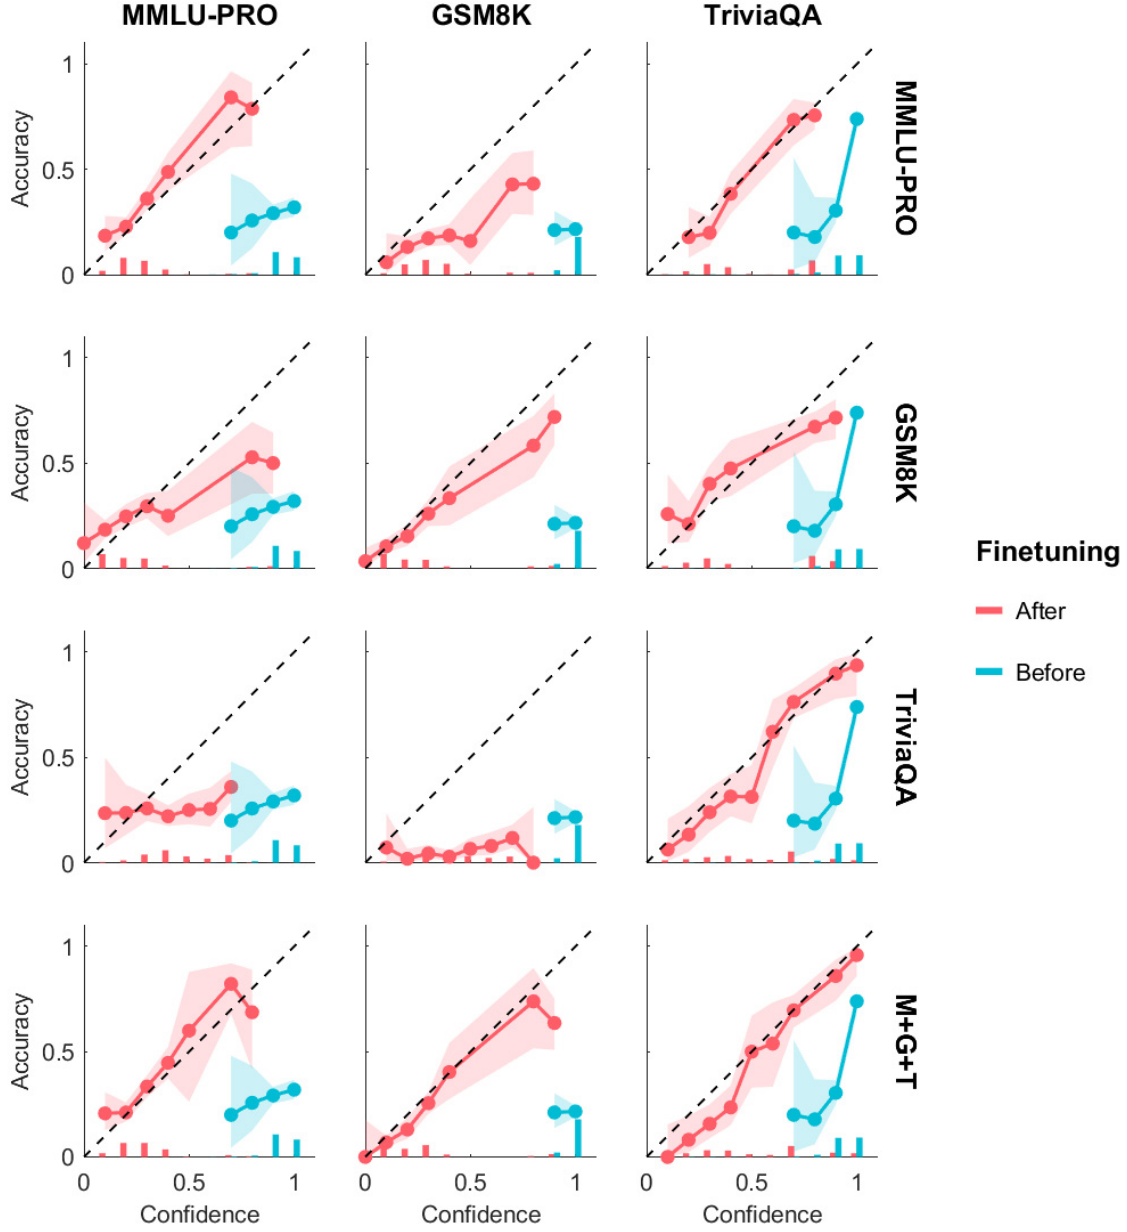 MMLU-PRO GSM8K TriviaQA
1
0.5
0
Accuracy
MMLU-PRO
1
0.5
0
Accuracy
GSM8K
Finetuning
After
Before
1
0.5
0
Accuracy
TriviaQA
1
0.5
0
Accuracy
M+G+T
0 0.5 1 0 0.5 1 0 0.5 1
Confidence Confidence Confidence